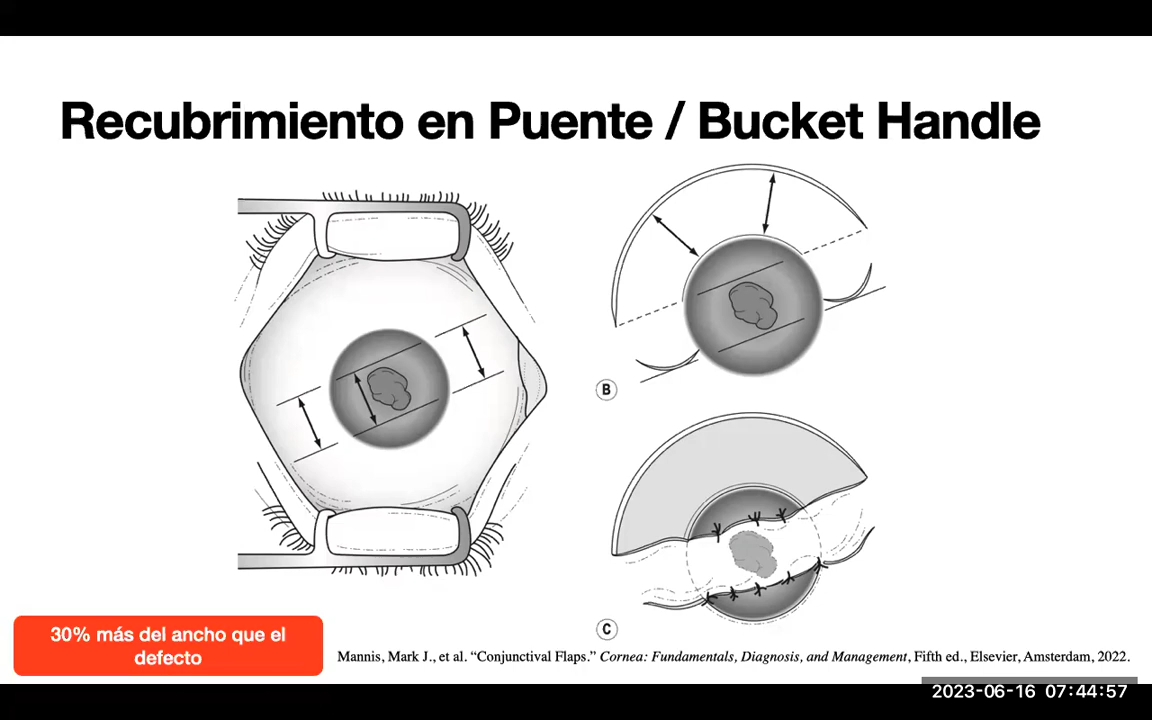 Recubrimiento en Puente / Bucket Handle
B
C
30% más del ancho que el
defecto
Mannis, Mark J., et al. “Conjunctival Flaps.” Cornea: Fundamentals, Diagnosis, and Management, Fifth ed., Elsevier, Amsterdam, 2022.
2023-06-16 07:44:57